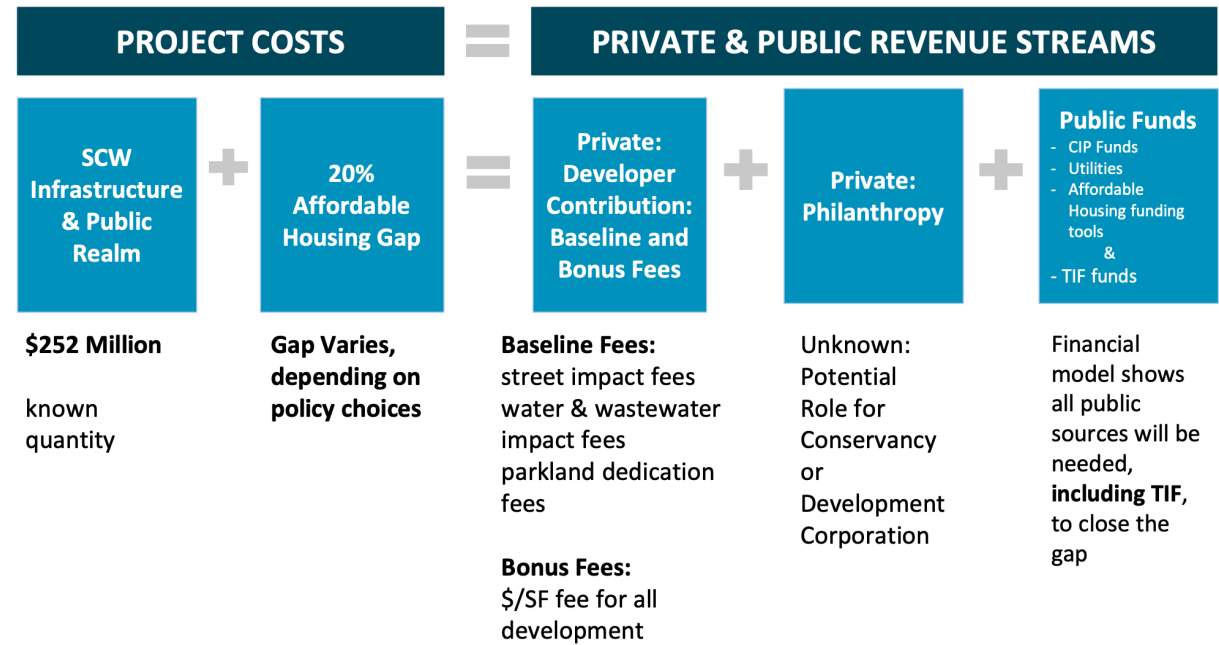 PROJECT COSTS
=
PRIVATE & PUBLIC REVENUE STREAMS
SCW
Infrastructure
& Public
Realm
+
20%
Affordable
Housing Gap
=
Private:
Developer
Contribution:
Baseline and
Bonus Fees
+
Private:
Philanthropy
+
Public Funds
- CIP Funds
- Utilities
- Affordable
Housing funding
tools
&
- TIF funds
$252 Million
known
quantity
Gap Varies,
depending on
policy choices
Baseline Fees:
street impact fees
water & wastewater
impact fees
parkland dedication
fees
Bonus Fees:
$/SF fee for all
development
Unknown:
Potential
Role for
Conservancy
or
Development
Corporation
Financial
model shows
all public
sources will be
needed,
including TIF,
to close the
gap